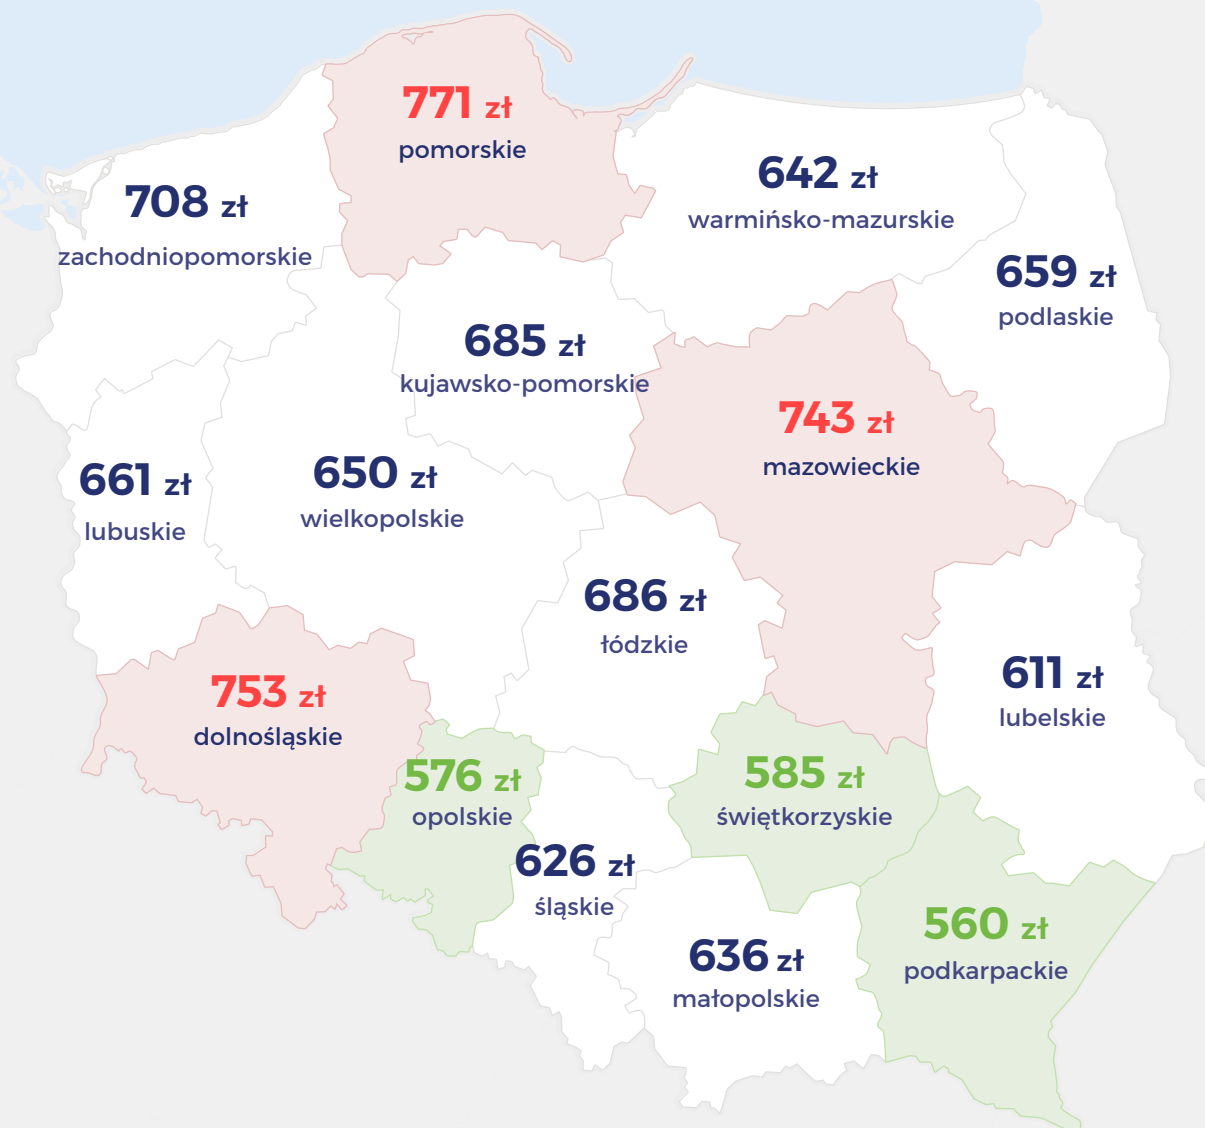 771 zł
pomorskie
642 zł
warmińsko-mazurskie
708 zł
zachodniopomorskie
659 zł
podlaskie
685 zł
kujawsko-pomorskie
743 zł
mazowieckie
661 zł
lubuskie
650 zł
wielkopolskie
686 zł
łódzkie
611 zł
lubelskie
753 zł
dolnośląskie
576 zł
opolskie
585 zł
świętkorzyskie
626 zł
śląskie
636 zł
małopolskie
560 zł
podkarpackie